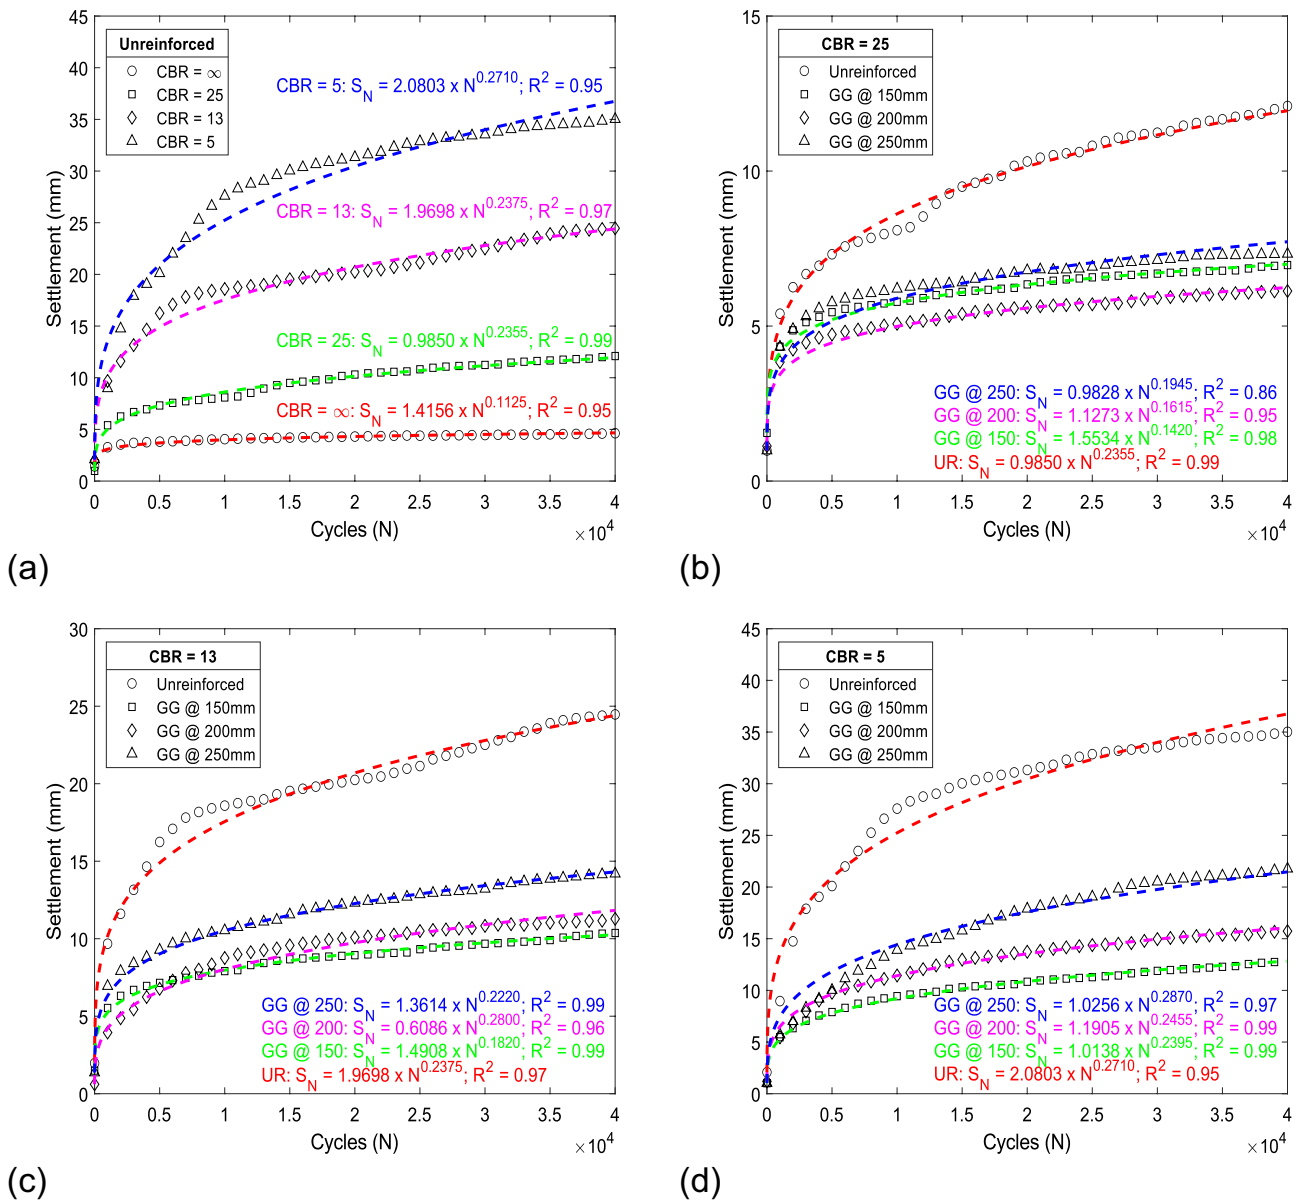 45
40
35
30
25
20
15
10
5
0
Settlement (mm)
Unreinforced
CBR = ∞
CBR = 25
CBR = 13
CBR = 5
CBR = 5: S_N = 2.0803 x N^0.2710; R^2 = 0.95
CBR = 13: S_N = 1.9698 x N^0.2375; R^2 = 0.97
CBR = 25: S_N = 0.9850 x N^0.2355; R^2 = 0.99
CBR = ∞: S_N = 1.4156 x N^0.1125; R^2 = 0.95
0 0.5 1 1.5 2 2.5 3 3.5 4
Cycles (N)
×10^4
(a)
15
10
5
0
Settlement (mm)
CBR = 25
Unreinforced
GG @ 150mm
GG @ 200mm
GG @ 250mm
GG @ 250: S_N = 0.9828 x N^0.1945; R^2 = 0.86
GG @ 200: S_N = 1.1273 x N^0.1615; R^2 = 0.95
GG @ 150: S_N = 1.5534 x N^0.1420; R^2 = 0.98
UR: S_N = 0.9850 x N^0.2355; R^2 = 0.99
0 0.5 1 1.5 2 2.5 3 3.5 4
Cycles (N)
×10^4
(b)
30
25
20
15
10
5
0
Settlement (mm)
CBR = 13
Unreinforced
GG @ 150mm
GG @ 200mm
GG @ 250mm
GG @ 250: S_N = 1.3614 x N^0.2220; R^2 = 0.99
GG @ 200: S_N = 0.6086 x N^0.2800; R^2 = 0.96
GG @ 150: S_N = 1.4908 x N^0.1820; R^2 = 0.99
UR: S_N = 1.9698 x N^0.2375; R^2 = 0.97
0 0.5 1 1.5 2 2.5 3 3.5 4
Cycles (N)
×10^4
(c)
45
40
35
30
25
20
15
10
5
0
Settlement (mm)
CBR = 5
Unreinforced
GG @ 150mm
GG @ 200mm
GG @ 250mm
GG @ 250: S_N = 1.0256 x N^0.2870; R^2 = 0.97
GG @ 200: S_N = 1.1905 x N^0.2455; R^2 = 0.99
GG @ 150: S_N = 1.0138 x N^0.2395; R^2 = 0.99
UR: S_N = 2.0803 x N^0.2710; R^2 = 0.95
0 0.5 1 1.5 2 2.5 3 3.5 4
Cycles (N)
×10^4
(d)